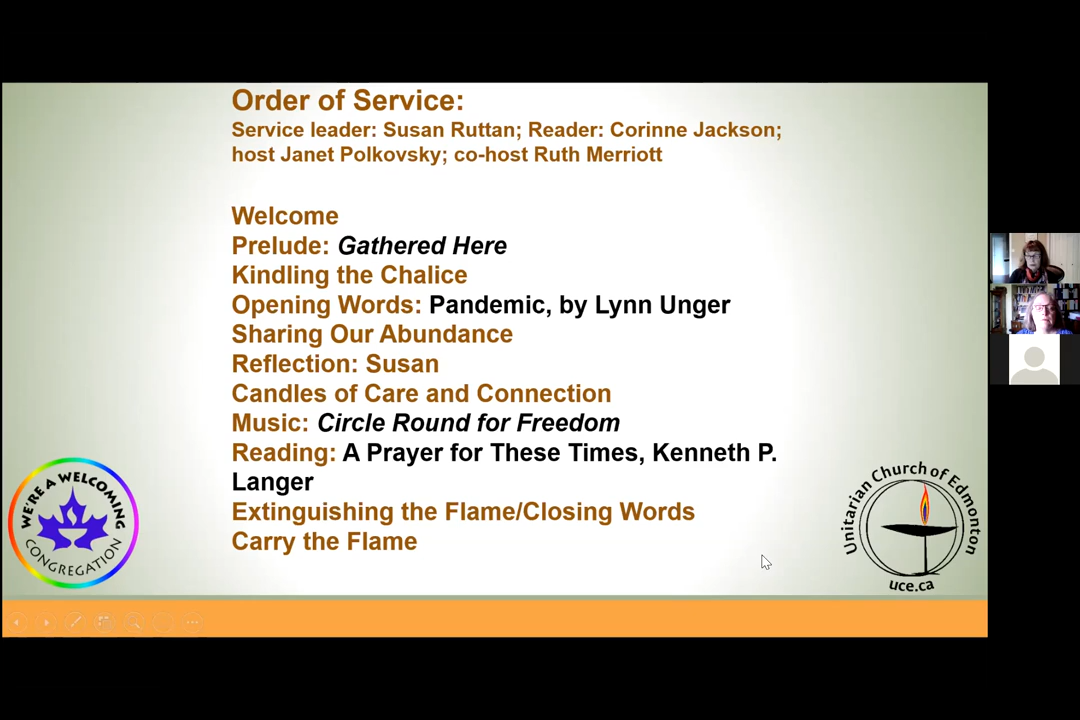 Order of Service:
Service leader: Susan Ruttan; Reader: Corinne Jackson;
host Janet Polkovsky; co-host Ruth Merriott
Welcome
Prelude: Gathered Here
Kindling the Chalice
Opening Words: Pandemic, by Lynn Unger
Sharing Our Abundance
Reflection: Susan
Candles of Care and Connection
Music: Circle Round for Freedom
Reading: A Prayer for These Times, Kenneth P.
Langer
Extinguishing the Flame/Closing Words
Carry the Flame
WE'RE A WELCOMING
CONGREGATION
Unitarian Church of Edmonton
uce.ca